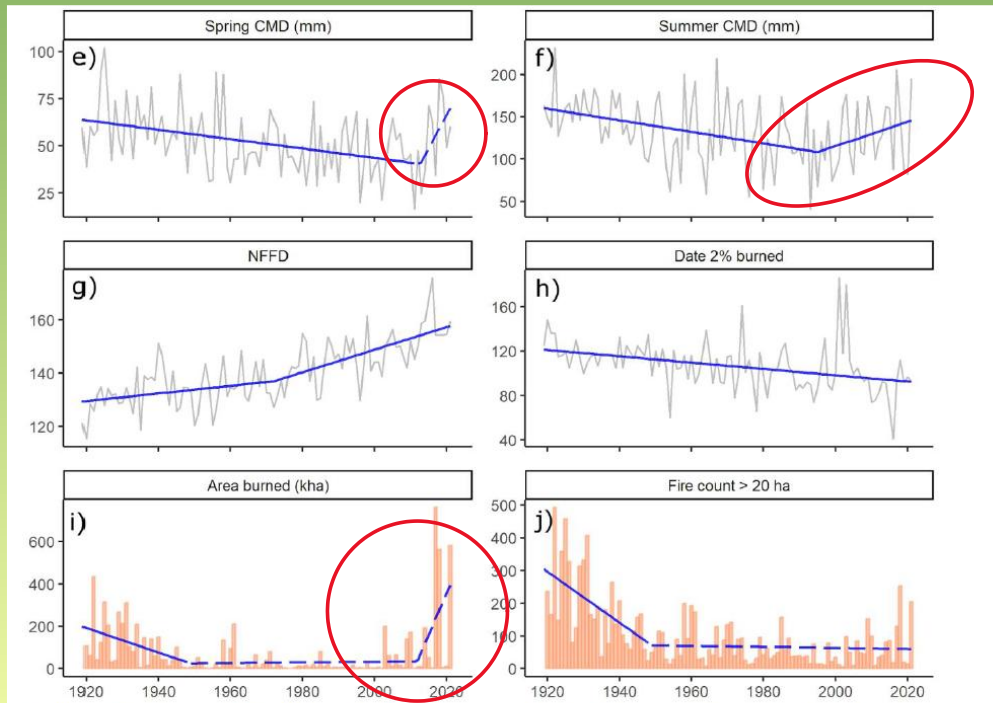 Spring CMD (mm)
Summer CMD (mm)
e)
f)
100
75
50
25
200
150
100
50
NFFD
Date 2% burned
g)
h)
160
140
120
160
120
80
40
Area burned (kha)
Fire count > 20 ha
i)
j)
600
400
200
0
500
400
300
200
100
0
1920 1940 1960 1980 2000 2020
1920 1940 1960 1980 2000 2020